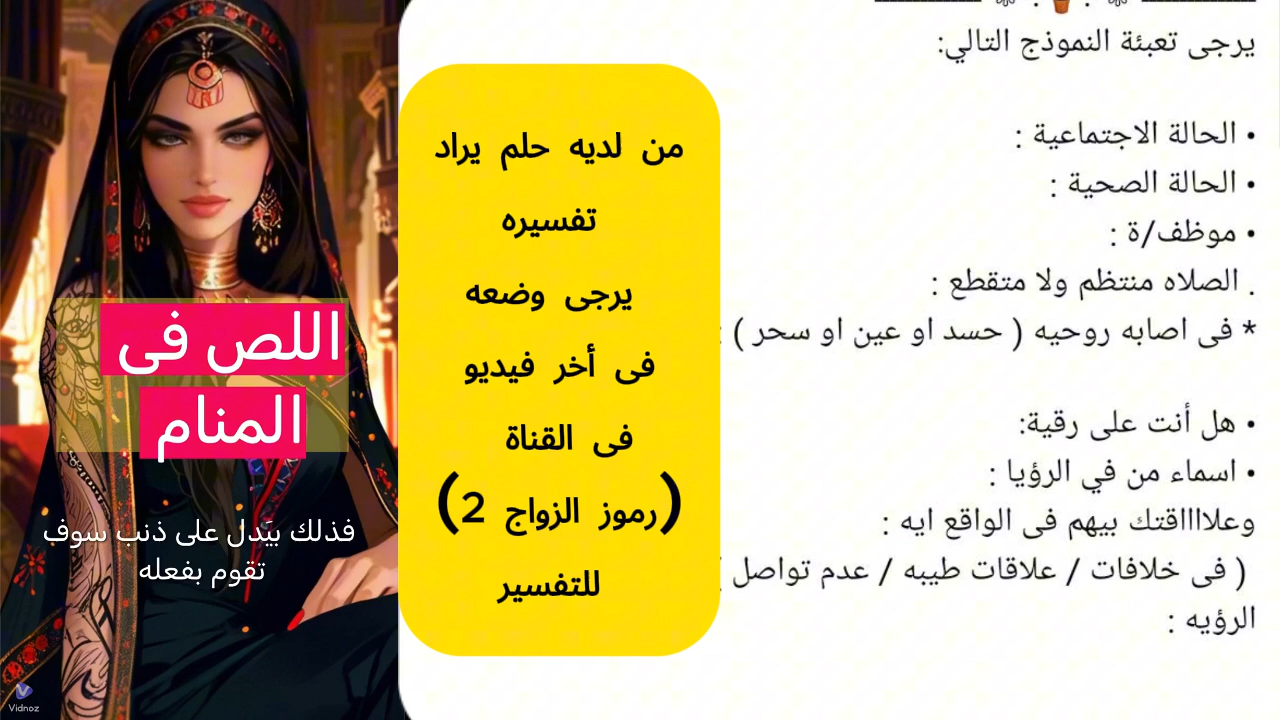 يرجى تعبئة النموذج التالي:
• الحالة الاجتماعية :
• الحالة الصحية :
• موظف/ة :
. الصلاه منتظم ولا متقطع :
* فى اصابه روحيه ( حسد او عين او سحر ) :
• هل أنت على رقية:
• اسماء من في الرؤيا :
وعلااااقتك بيهم فى الواقع ايه :
( فى خلافات / علاقات طيبه / عدم تواصل )
الرؤيه :
من لديه حلم يراد
تفسيره
يرجى وضعه
فى أخر فيديو
فى القناة
(رموز الزواج 2)
للتفسير
اللص فى
المنام
فذلك بيَدل على ذنب سوف
تقوم بفعله
Vidnoz